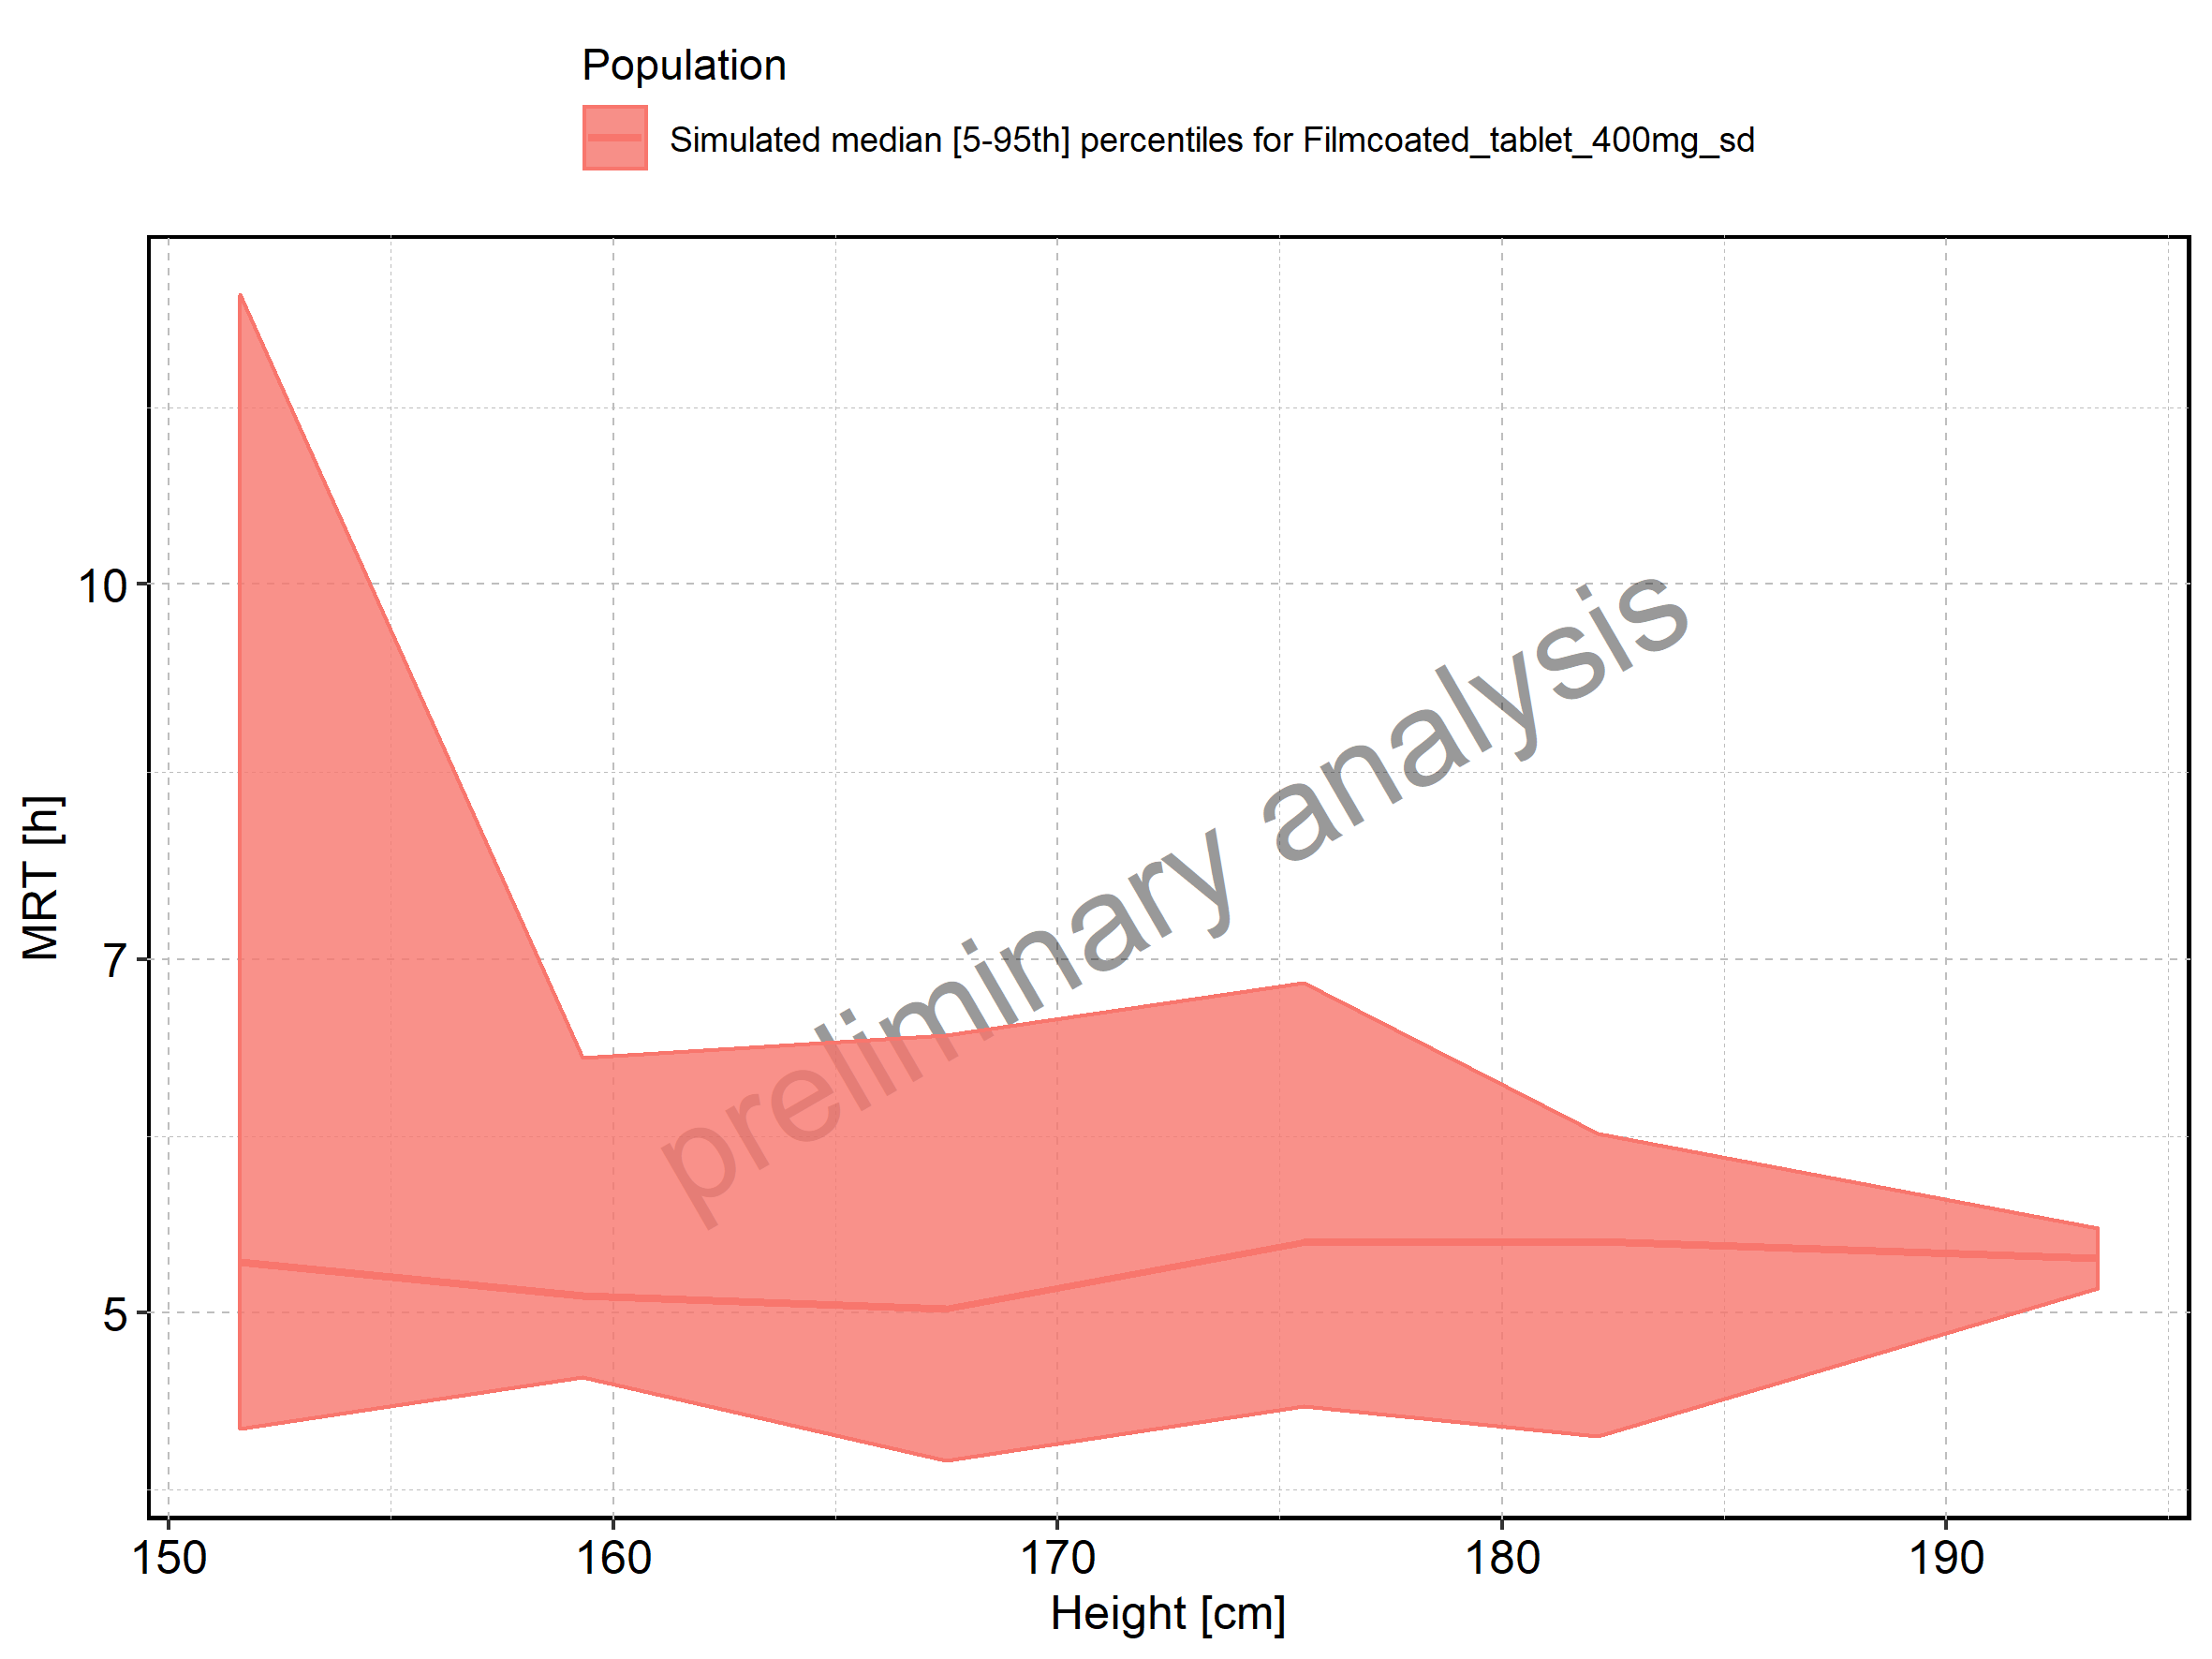 Population
Simulated median [5-95th] percentiles for Filmcoated_tablet_400mg_sd
10
7
5
MRT [h]
preliminary analysis
150 160 170 180 190
Height [cm]